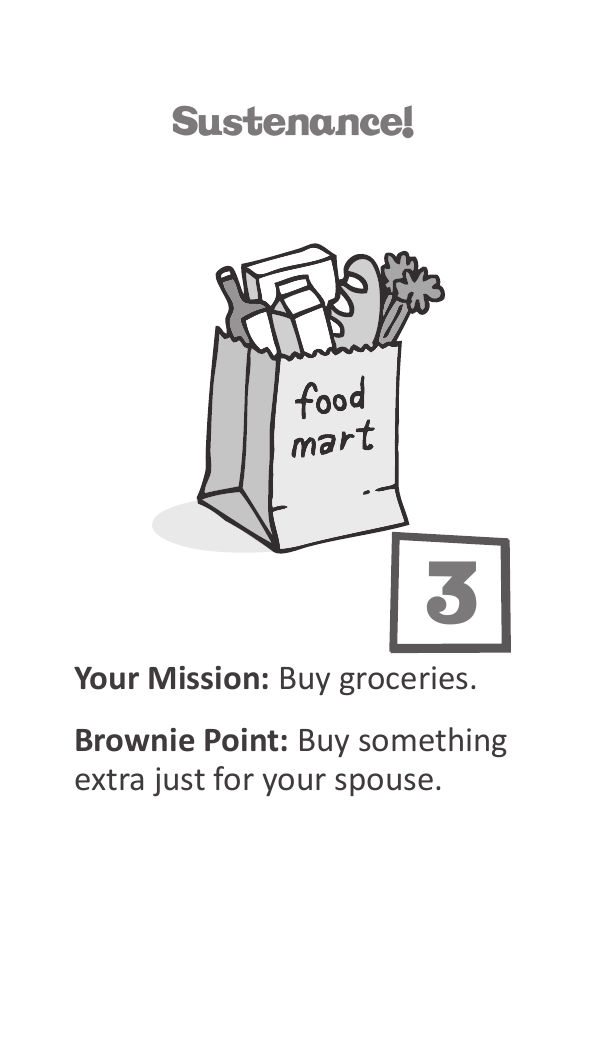 Sustenance!
food
mart
3
Your Mission: Buy groceries.
Brownie Point: Buy something
extra just for your spouse.